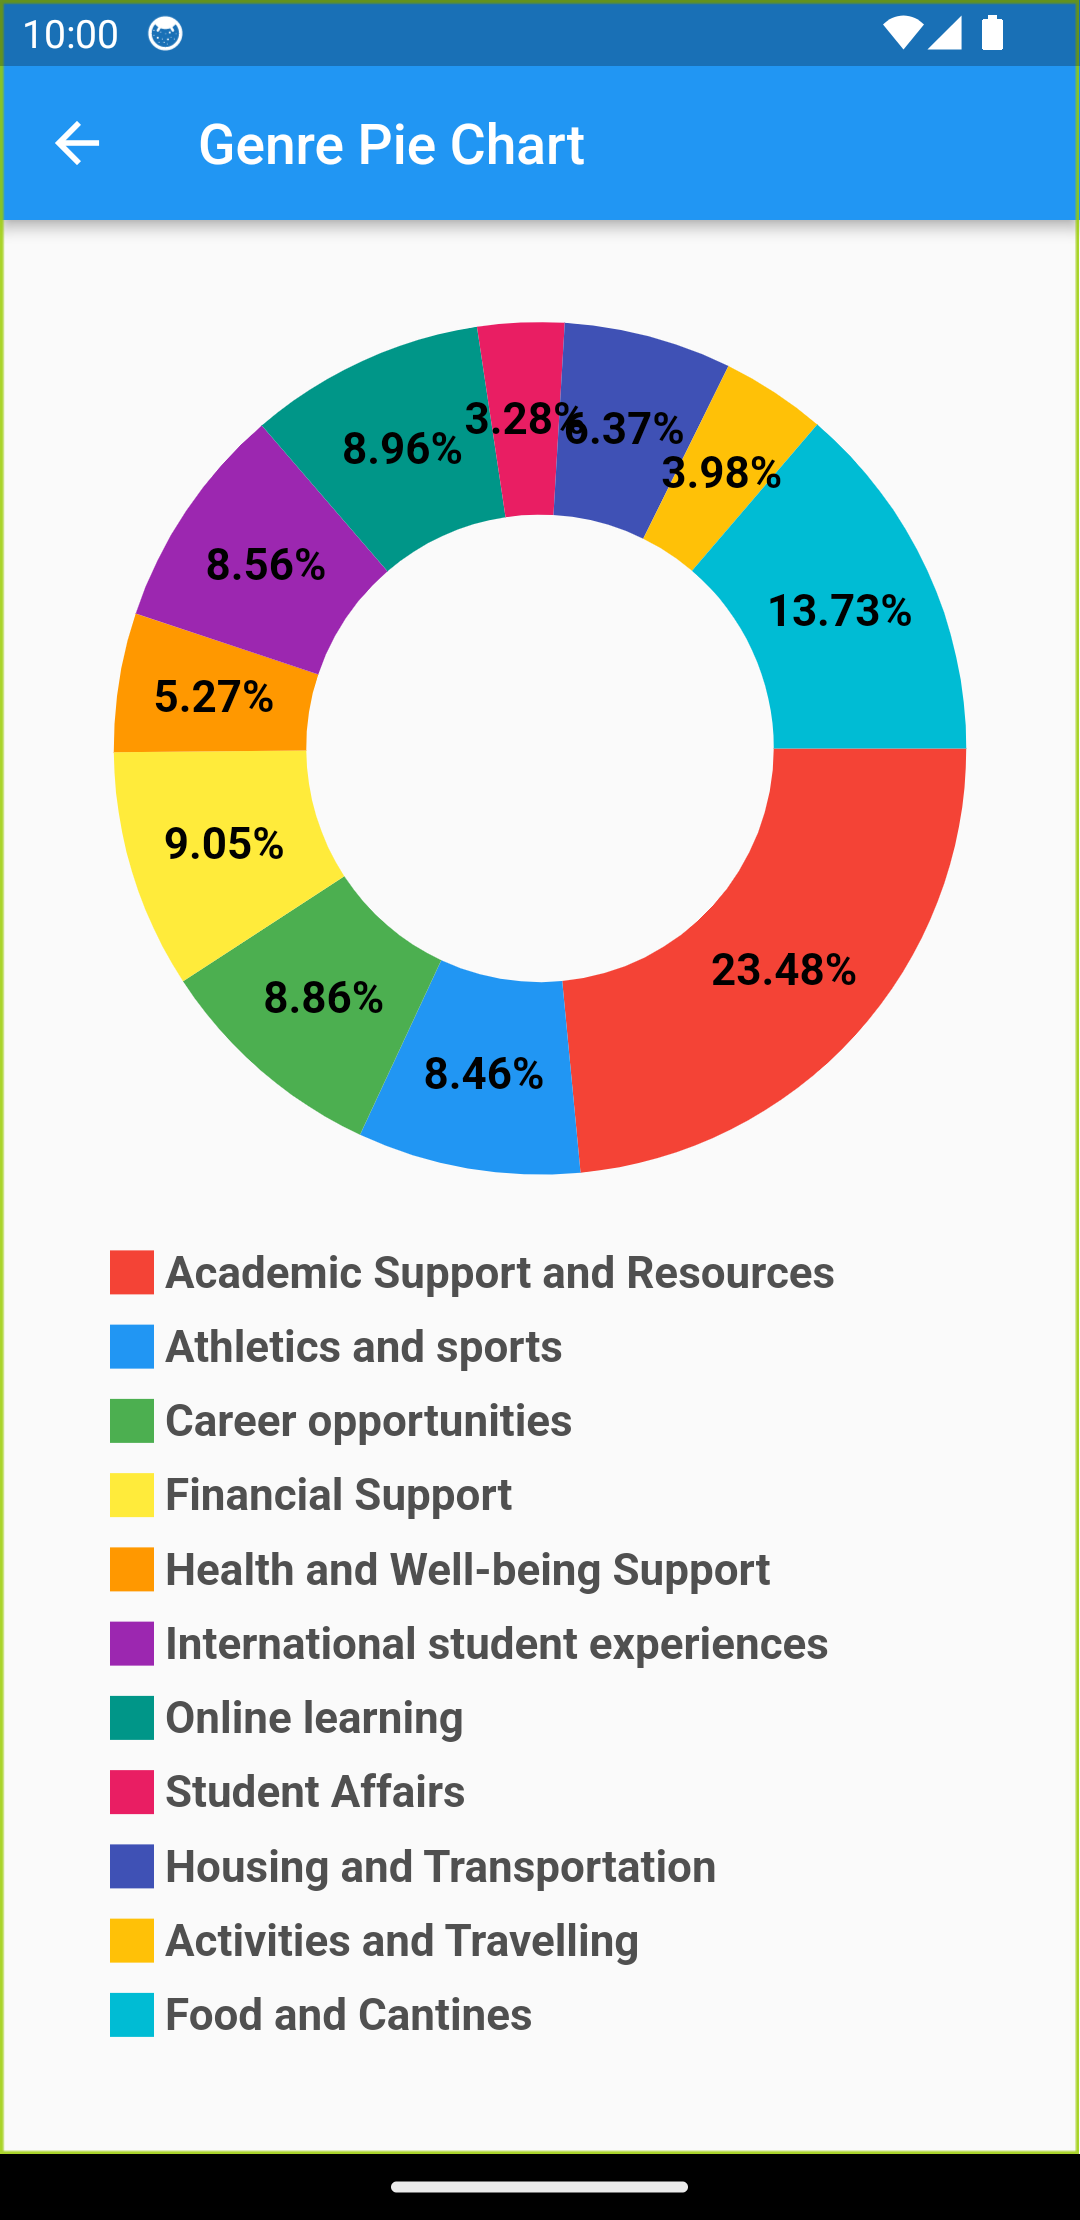 10:00
Genre Pie Chart
3.28%
6.37%
8.96%
3.98%
8.56%
13.73%
5.27%
9.05%
23.48%
8.86%
8.46%
Academic Support and Resources
Athletics and sports
Career opportunities
Financial Support
Health and Well-being Support
International student experiences
Online learning
Student Affairs
Housing and Transportation
Activities and Travelling
Food and Cantines